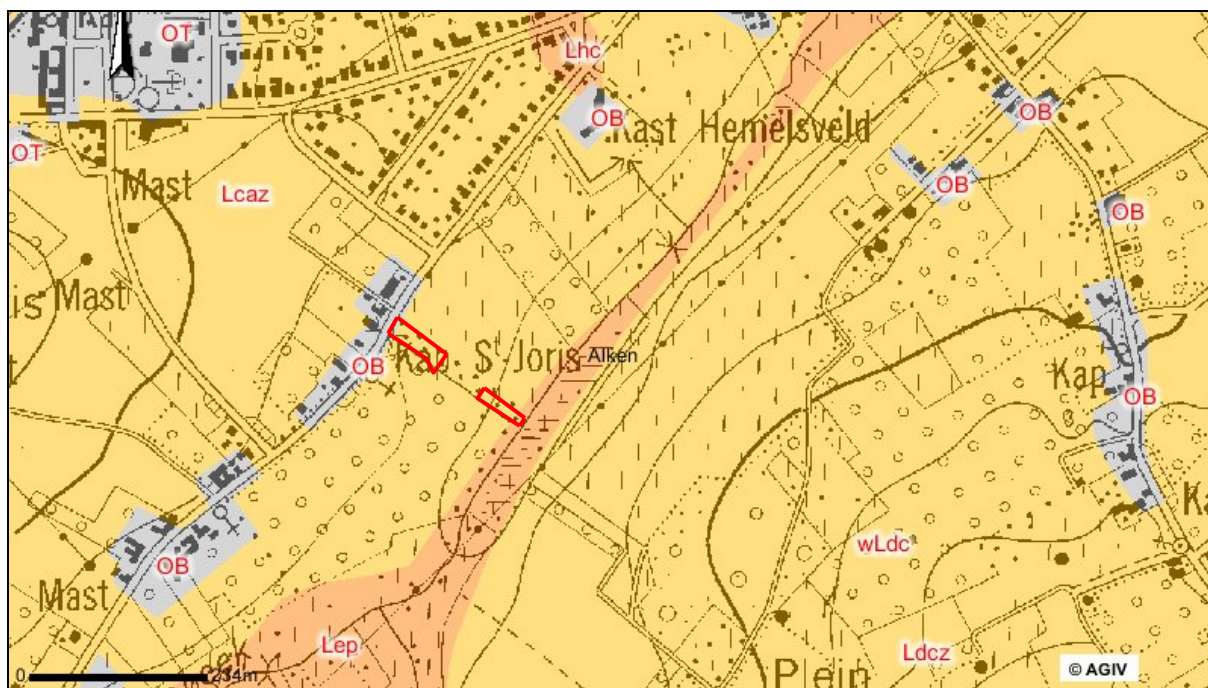 OT
Lhc
OB
Kast Hemelsveld
OB
OT
Mast
Lcaz
OB
OB
Mast
Kap. St-Joris
Alken
OB
Kap
OB
wLdc
OB
Mast
Lep
Ldcz
Plein
0
234m
© AGIV